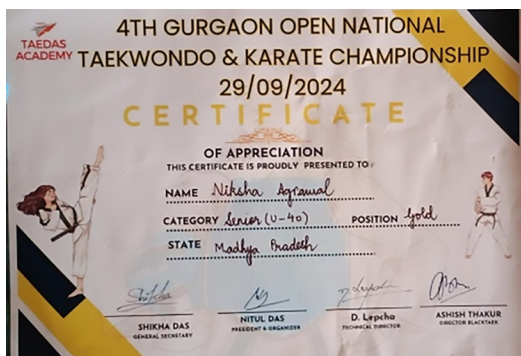 TAEDAS
ACADEMY
4TH GURGAON OPEN NATIONAL
TAEKWONDO & KARATE CHAMPIONSHIP
29/09/2024
CERTIFICATE
OF APPRECIATION
THIS CERTIFICATE IS PROUDLY PRESENTED TO:
NAME Niksha Agrawal
CATEGORY Senior (U-40) POSITION Gold
STATE Madhya Pradesh
Shikha
SHIKHA DAS
GENERAL SECRETARY
NITUL DAS
PRESIDENT & ORGANIZER
D Lepcha
D. Lepcha
TECHNICAL DIRECTOR
ASHISH THAKUR
DIRECTOR BLACKTARK